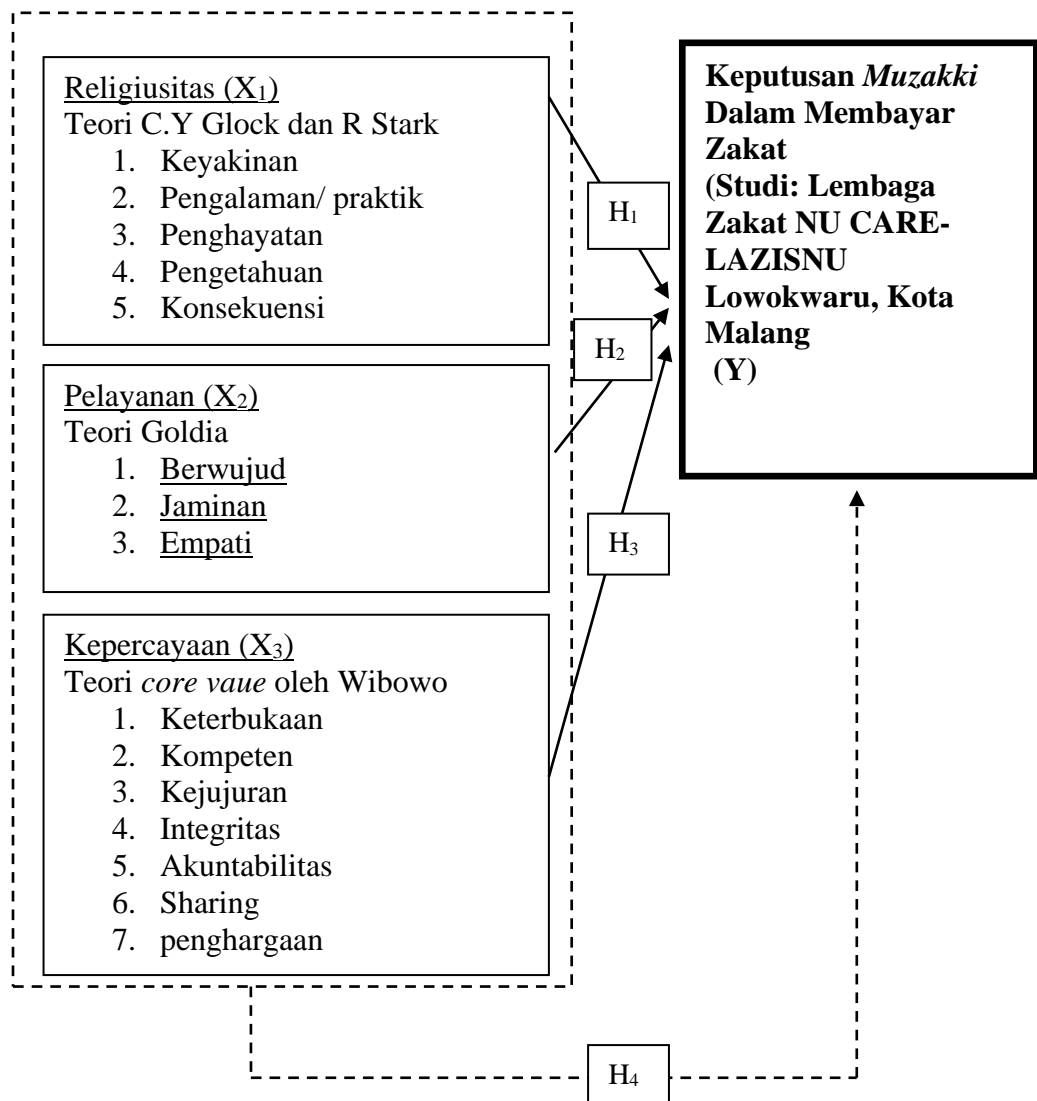 Religiusitas (X₁)
Teori C.Y Glock dan R Stark
1. Keyakinan
2. Pengalaman/ praktik
3. Penghayatan
4. Pengetahuan
5. Konsekuensi
Pelayanan (X₂)
Teori Goldia
1. Berwujud
2. Jaminan
3. Empati
Kepercayaan (X₃)
Teori core vaue oleh Wibowo
1. Keterbukaan
2. Kompeten
3. Kejujuran
4. Integritas
5. Akuntabilitas
6. Sharing
7. penghargaan
H₁
H₂
H₃
H₄
Keputusan Muzakki
Dalam Membayar
Zakat
(Studi: Lembaga
Zakat NU CARE-
LAZISNU
Lowokwaru, Kota
Malang
(Y)